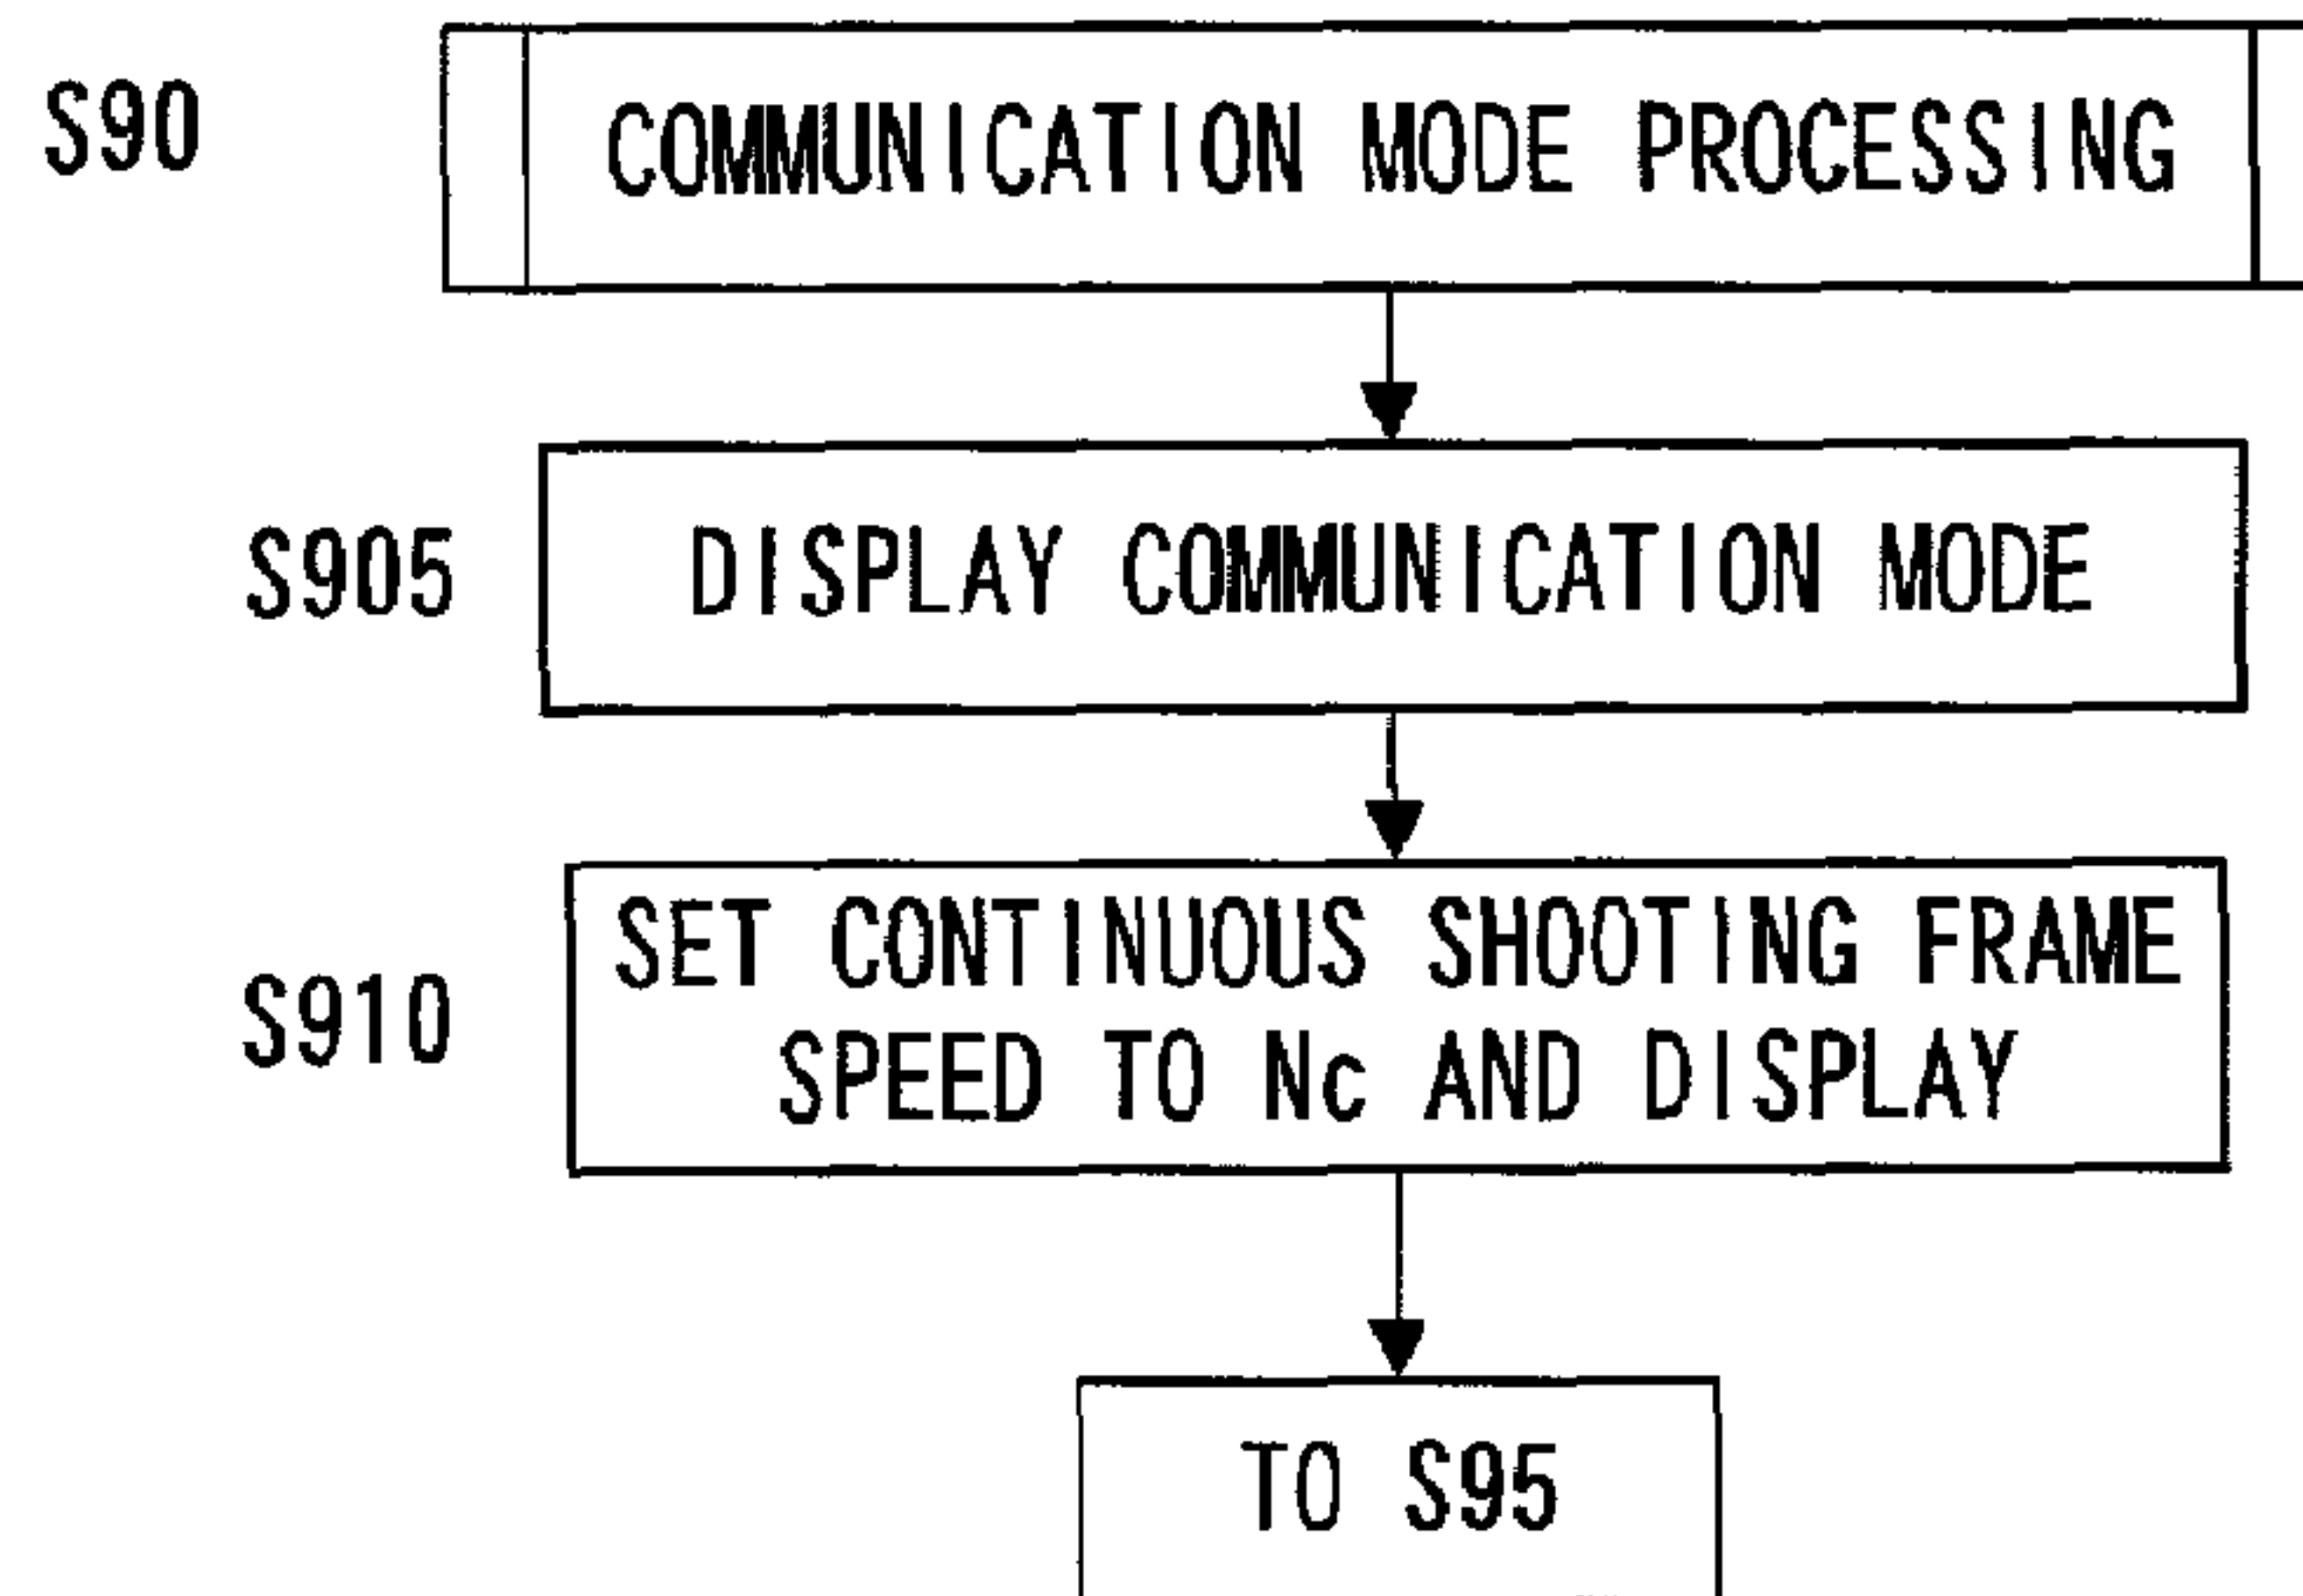 S90 COMMUNICATION MODE PROCESSING
S905 DISPLAY COMMUNICATION MODE
S910
SET CONTINUOUS SHOOTING FRAME
SPEED TO Nc AND DISPLAY
TO S95